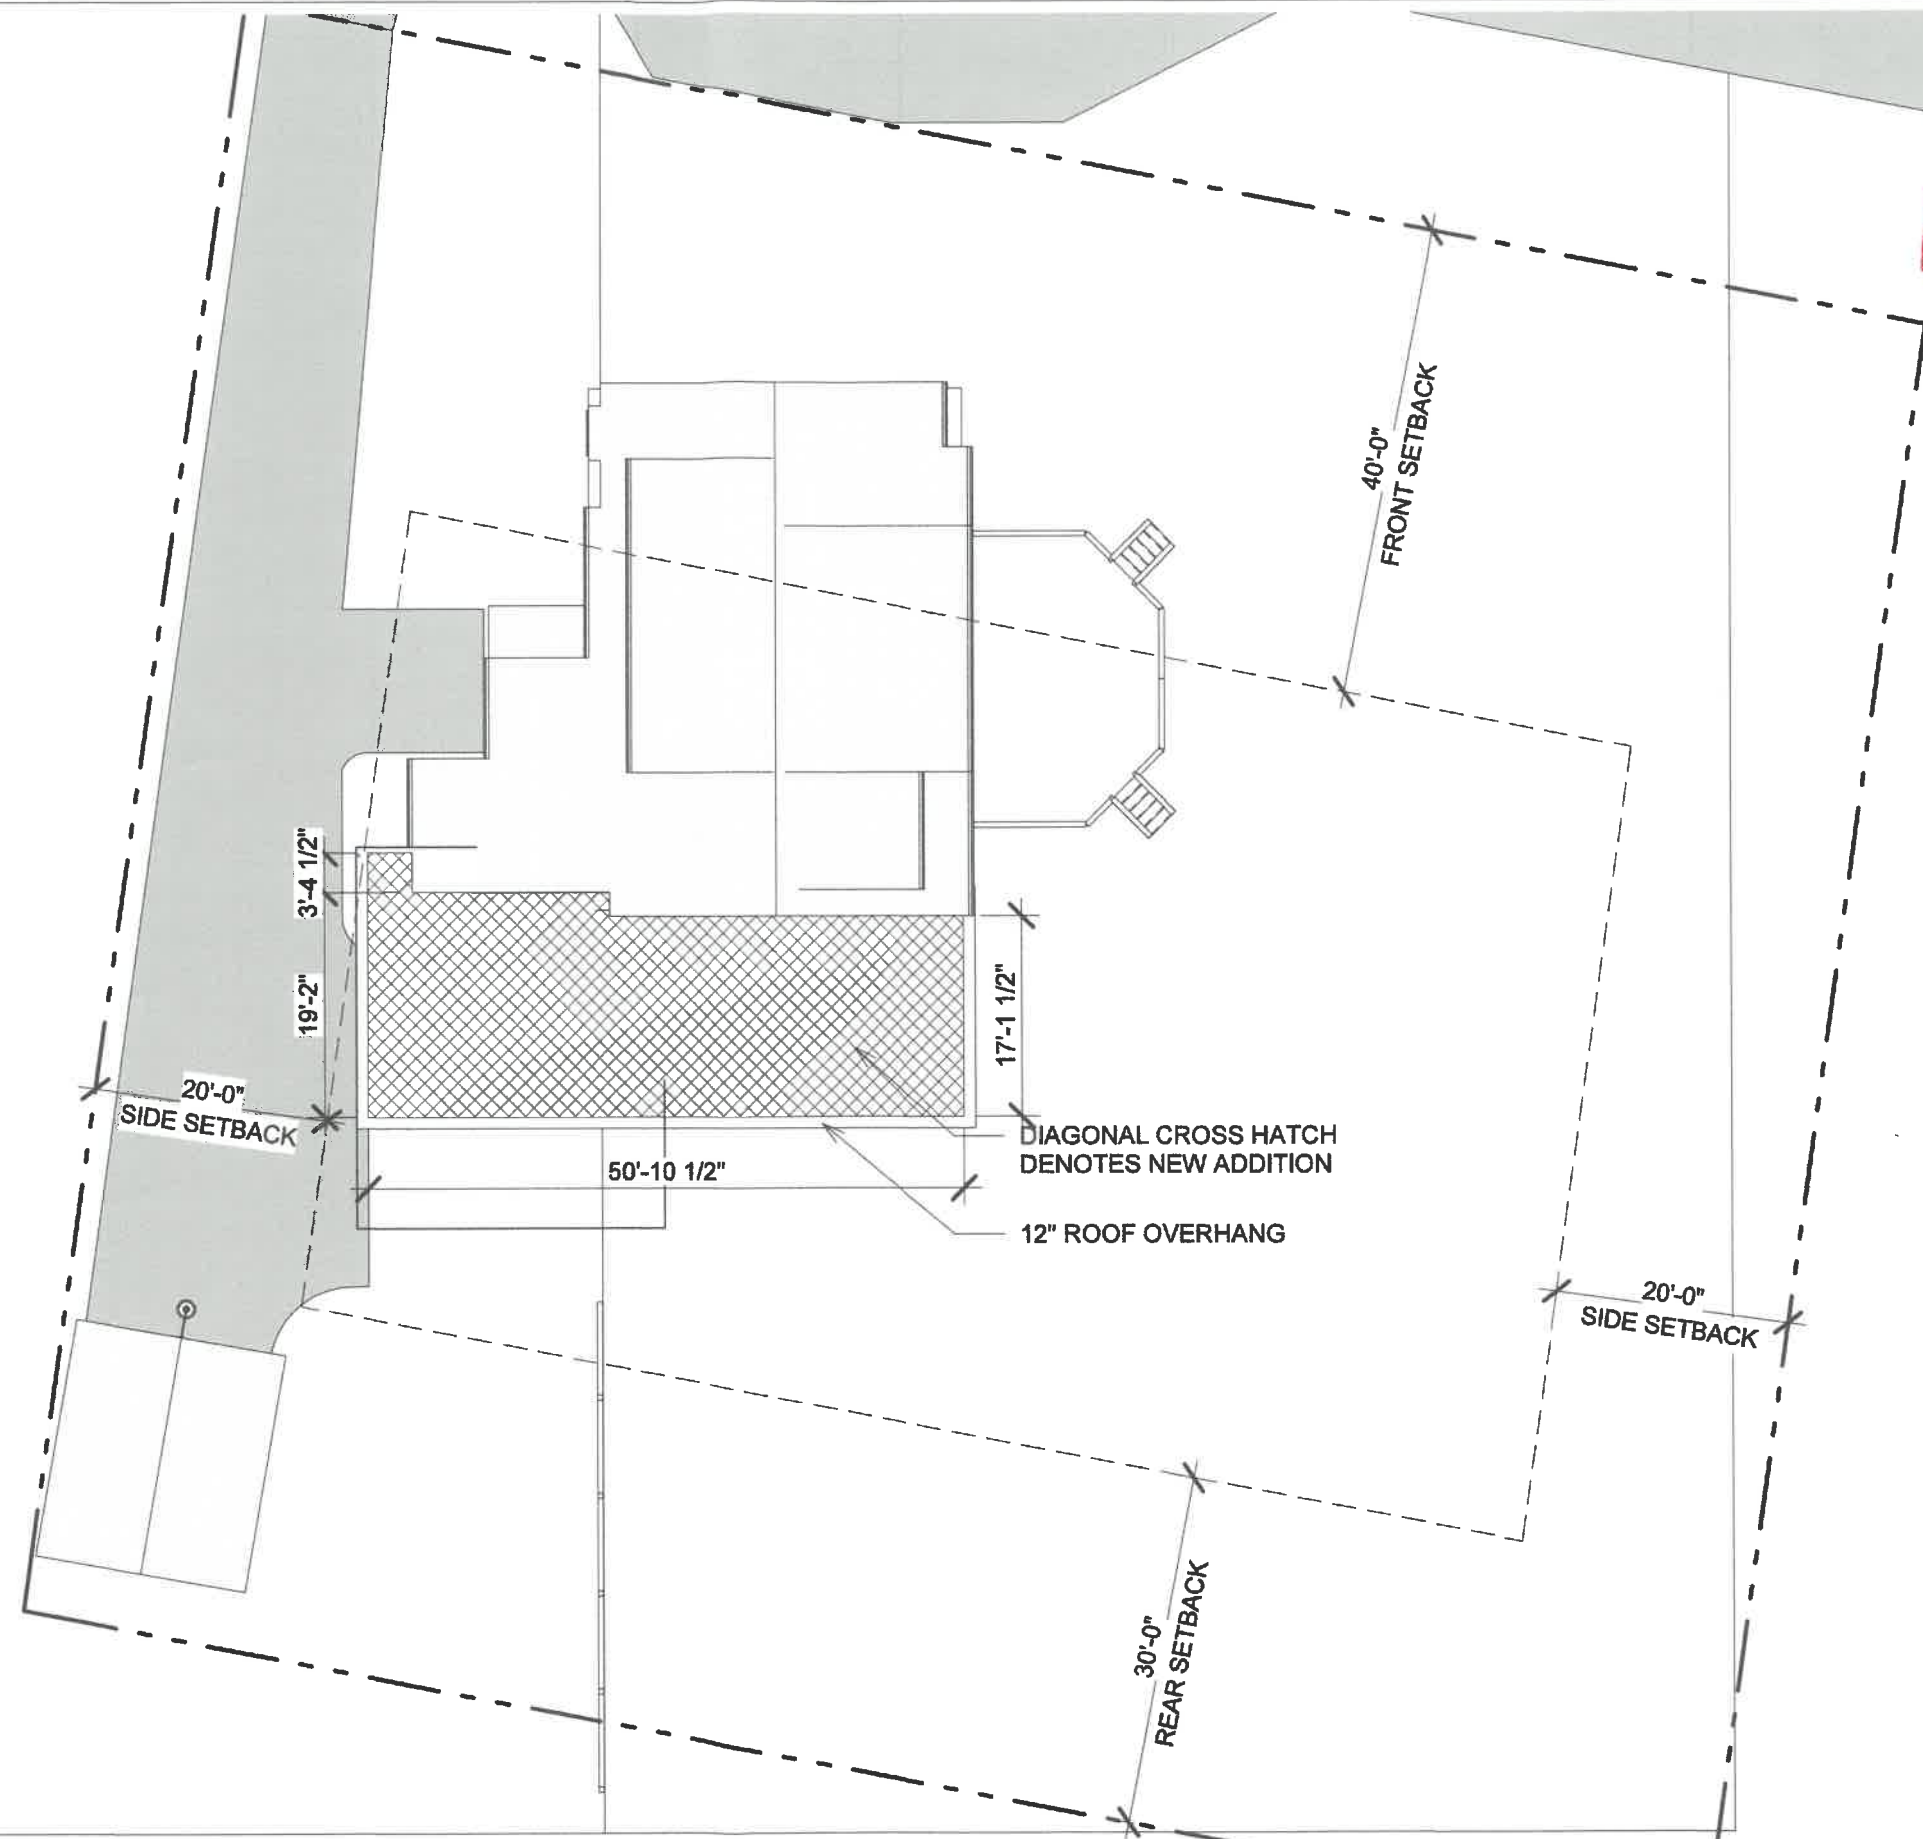 40'-0"
FRONT SETBACK
3'-4 1/2"
19'-2"
17'-1 1/2"
20'-0"
SIDE SETBACK
DIAGONAL CROSS HATCH
DENOTES NEW ADDITION
50'-10 1/2"
12" ROOF OVERHANG
20'-0"
SIDE SETBACK
30'-0"
REAR SETBACK